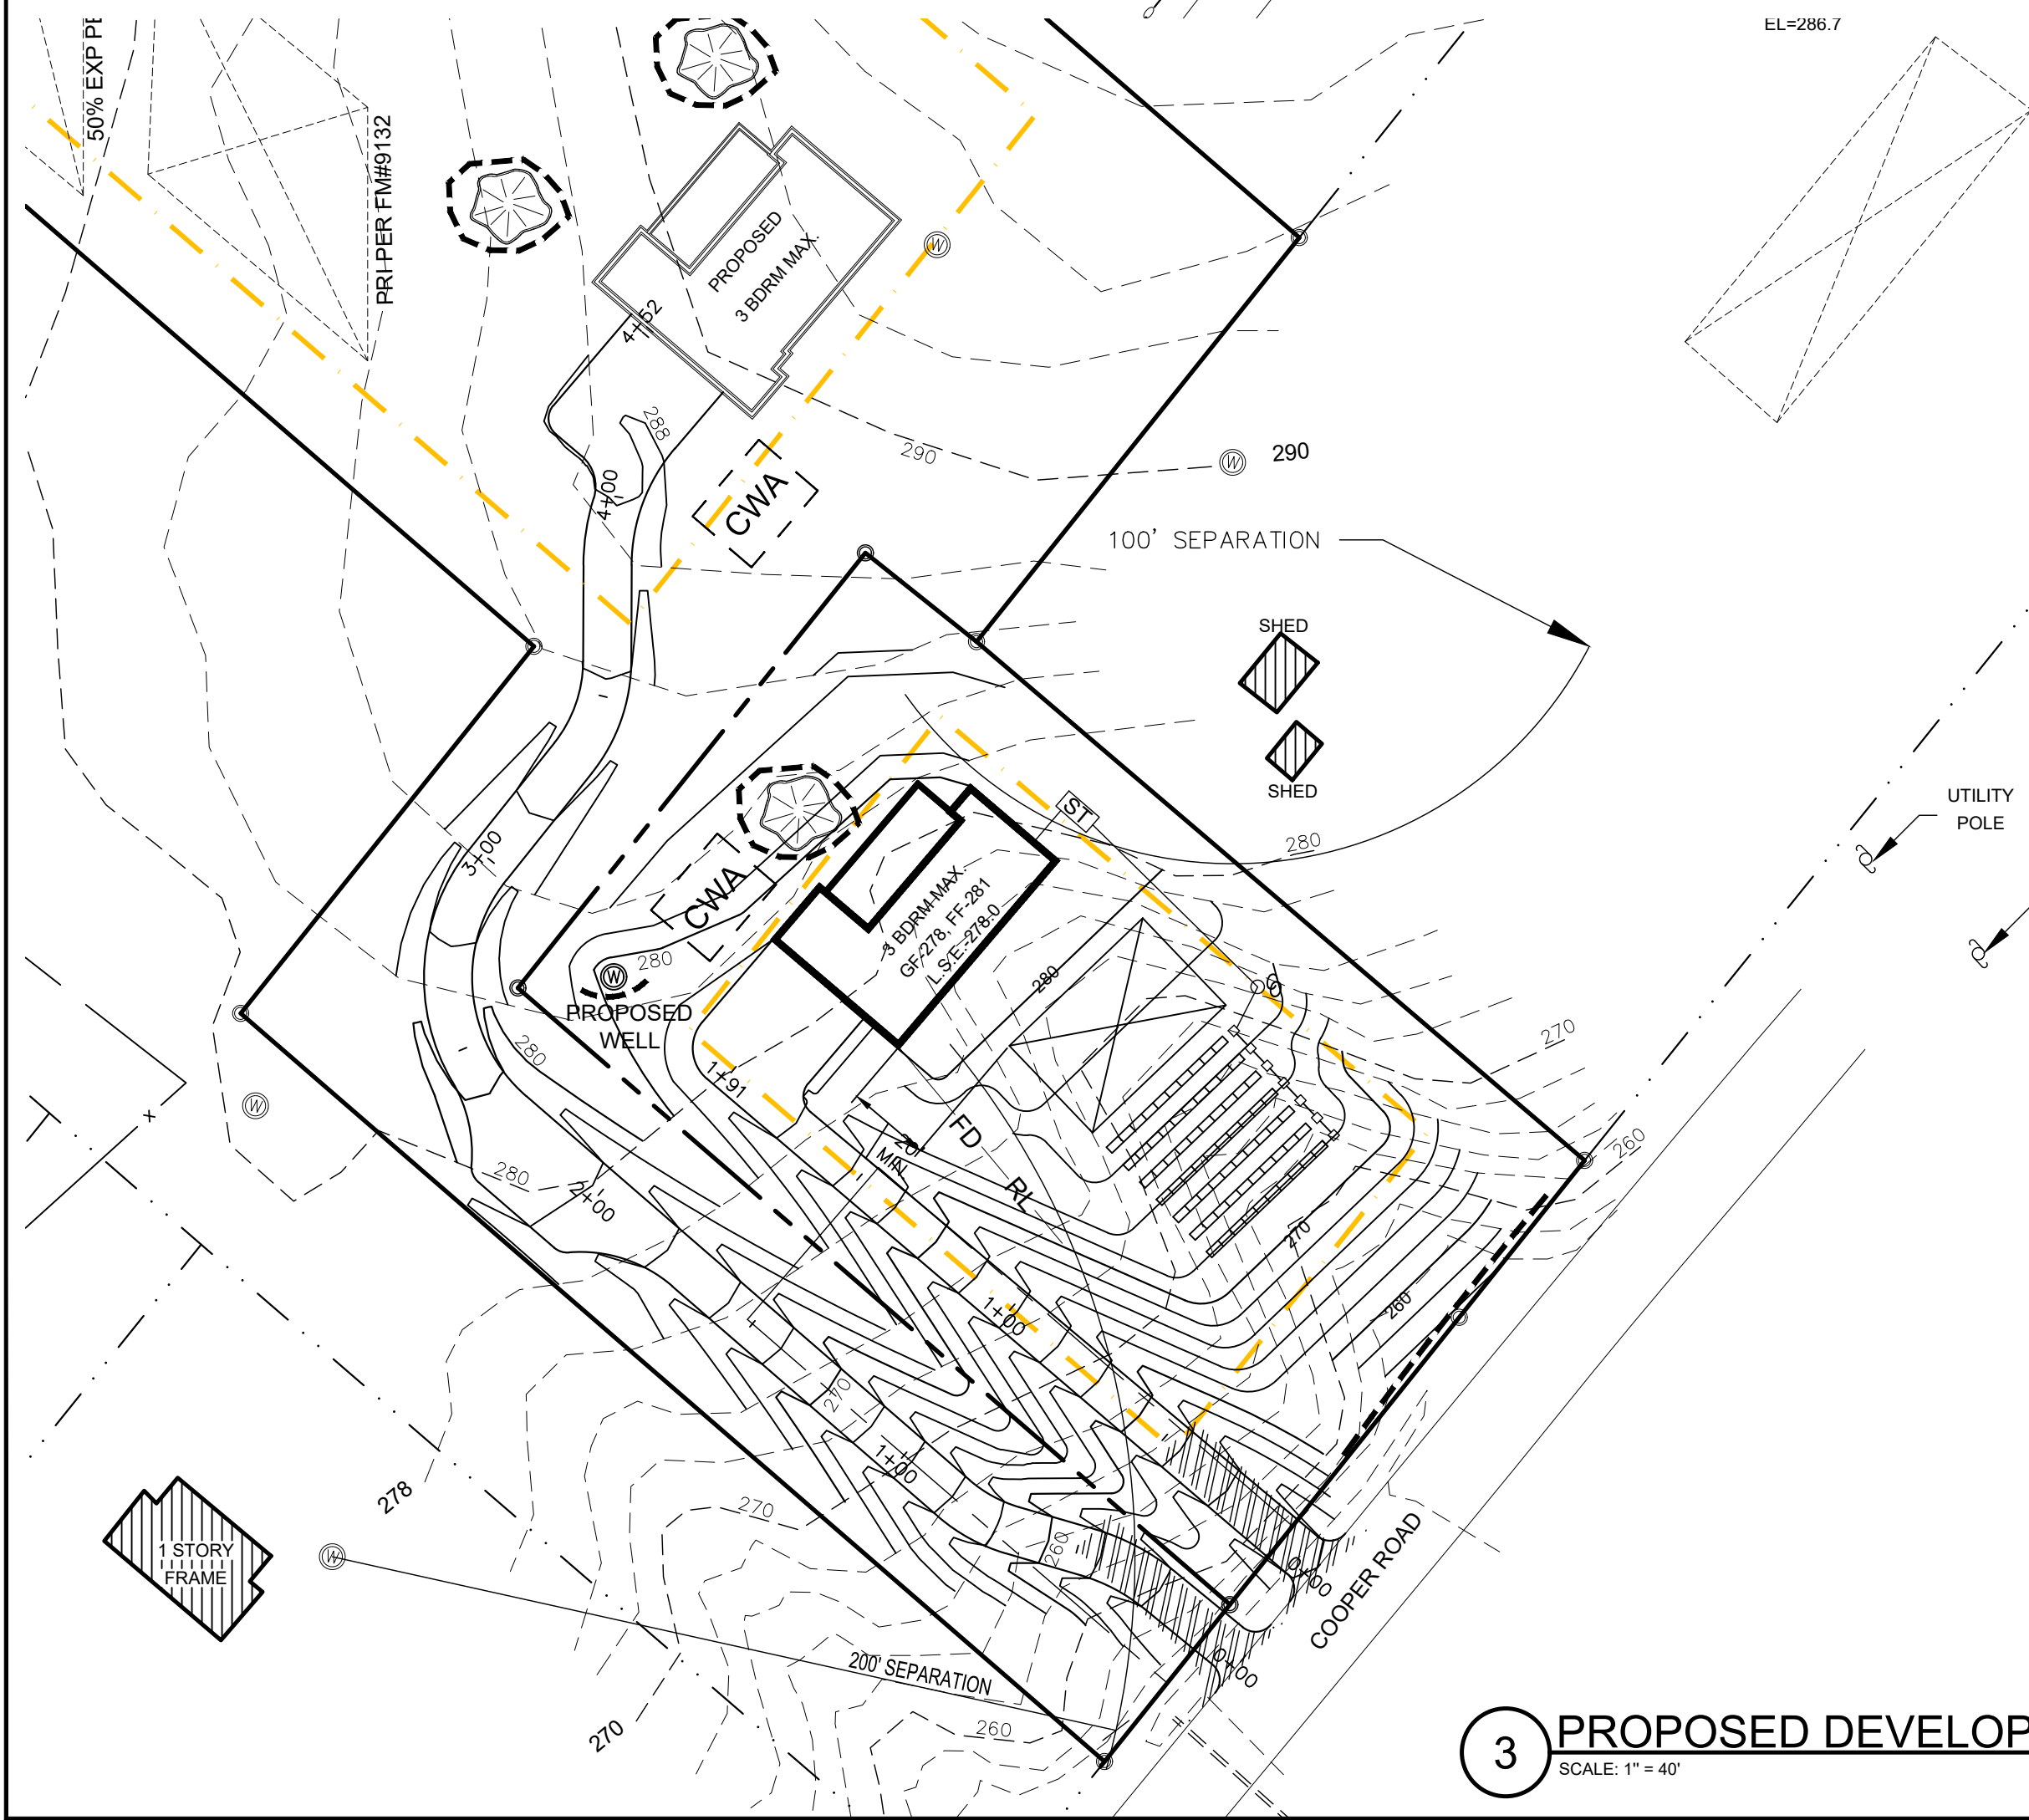 EL=286.7
50% EXP PE
PRI PER FM#9132
PROPOSED
3 BDRM MAX.
4+52
288
4+00
CWA
290
W
W
290
100' SEPARATION
SHED
SHED
UTILITY
POLE
ST
280
3+00
CWA
3 BDRM MAX.
GF-278, FF-281
L.S.E.-278.0
280
W
280
PROPOSED
WELL
280
270
1+91
W
FD
RL
20'
MIN.
260
280
2+00
270
260
1+00
270
1+00
278
270
260
1 STORY
FRAME
W
0+00
COOPER ROAD
0+00
200' SEPARATION
260
270
3
PROPOSED DEVELOP
SCALE: 1" = 40'